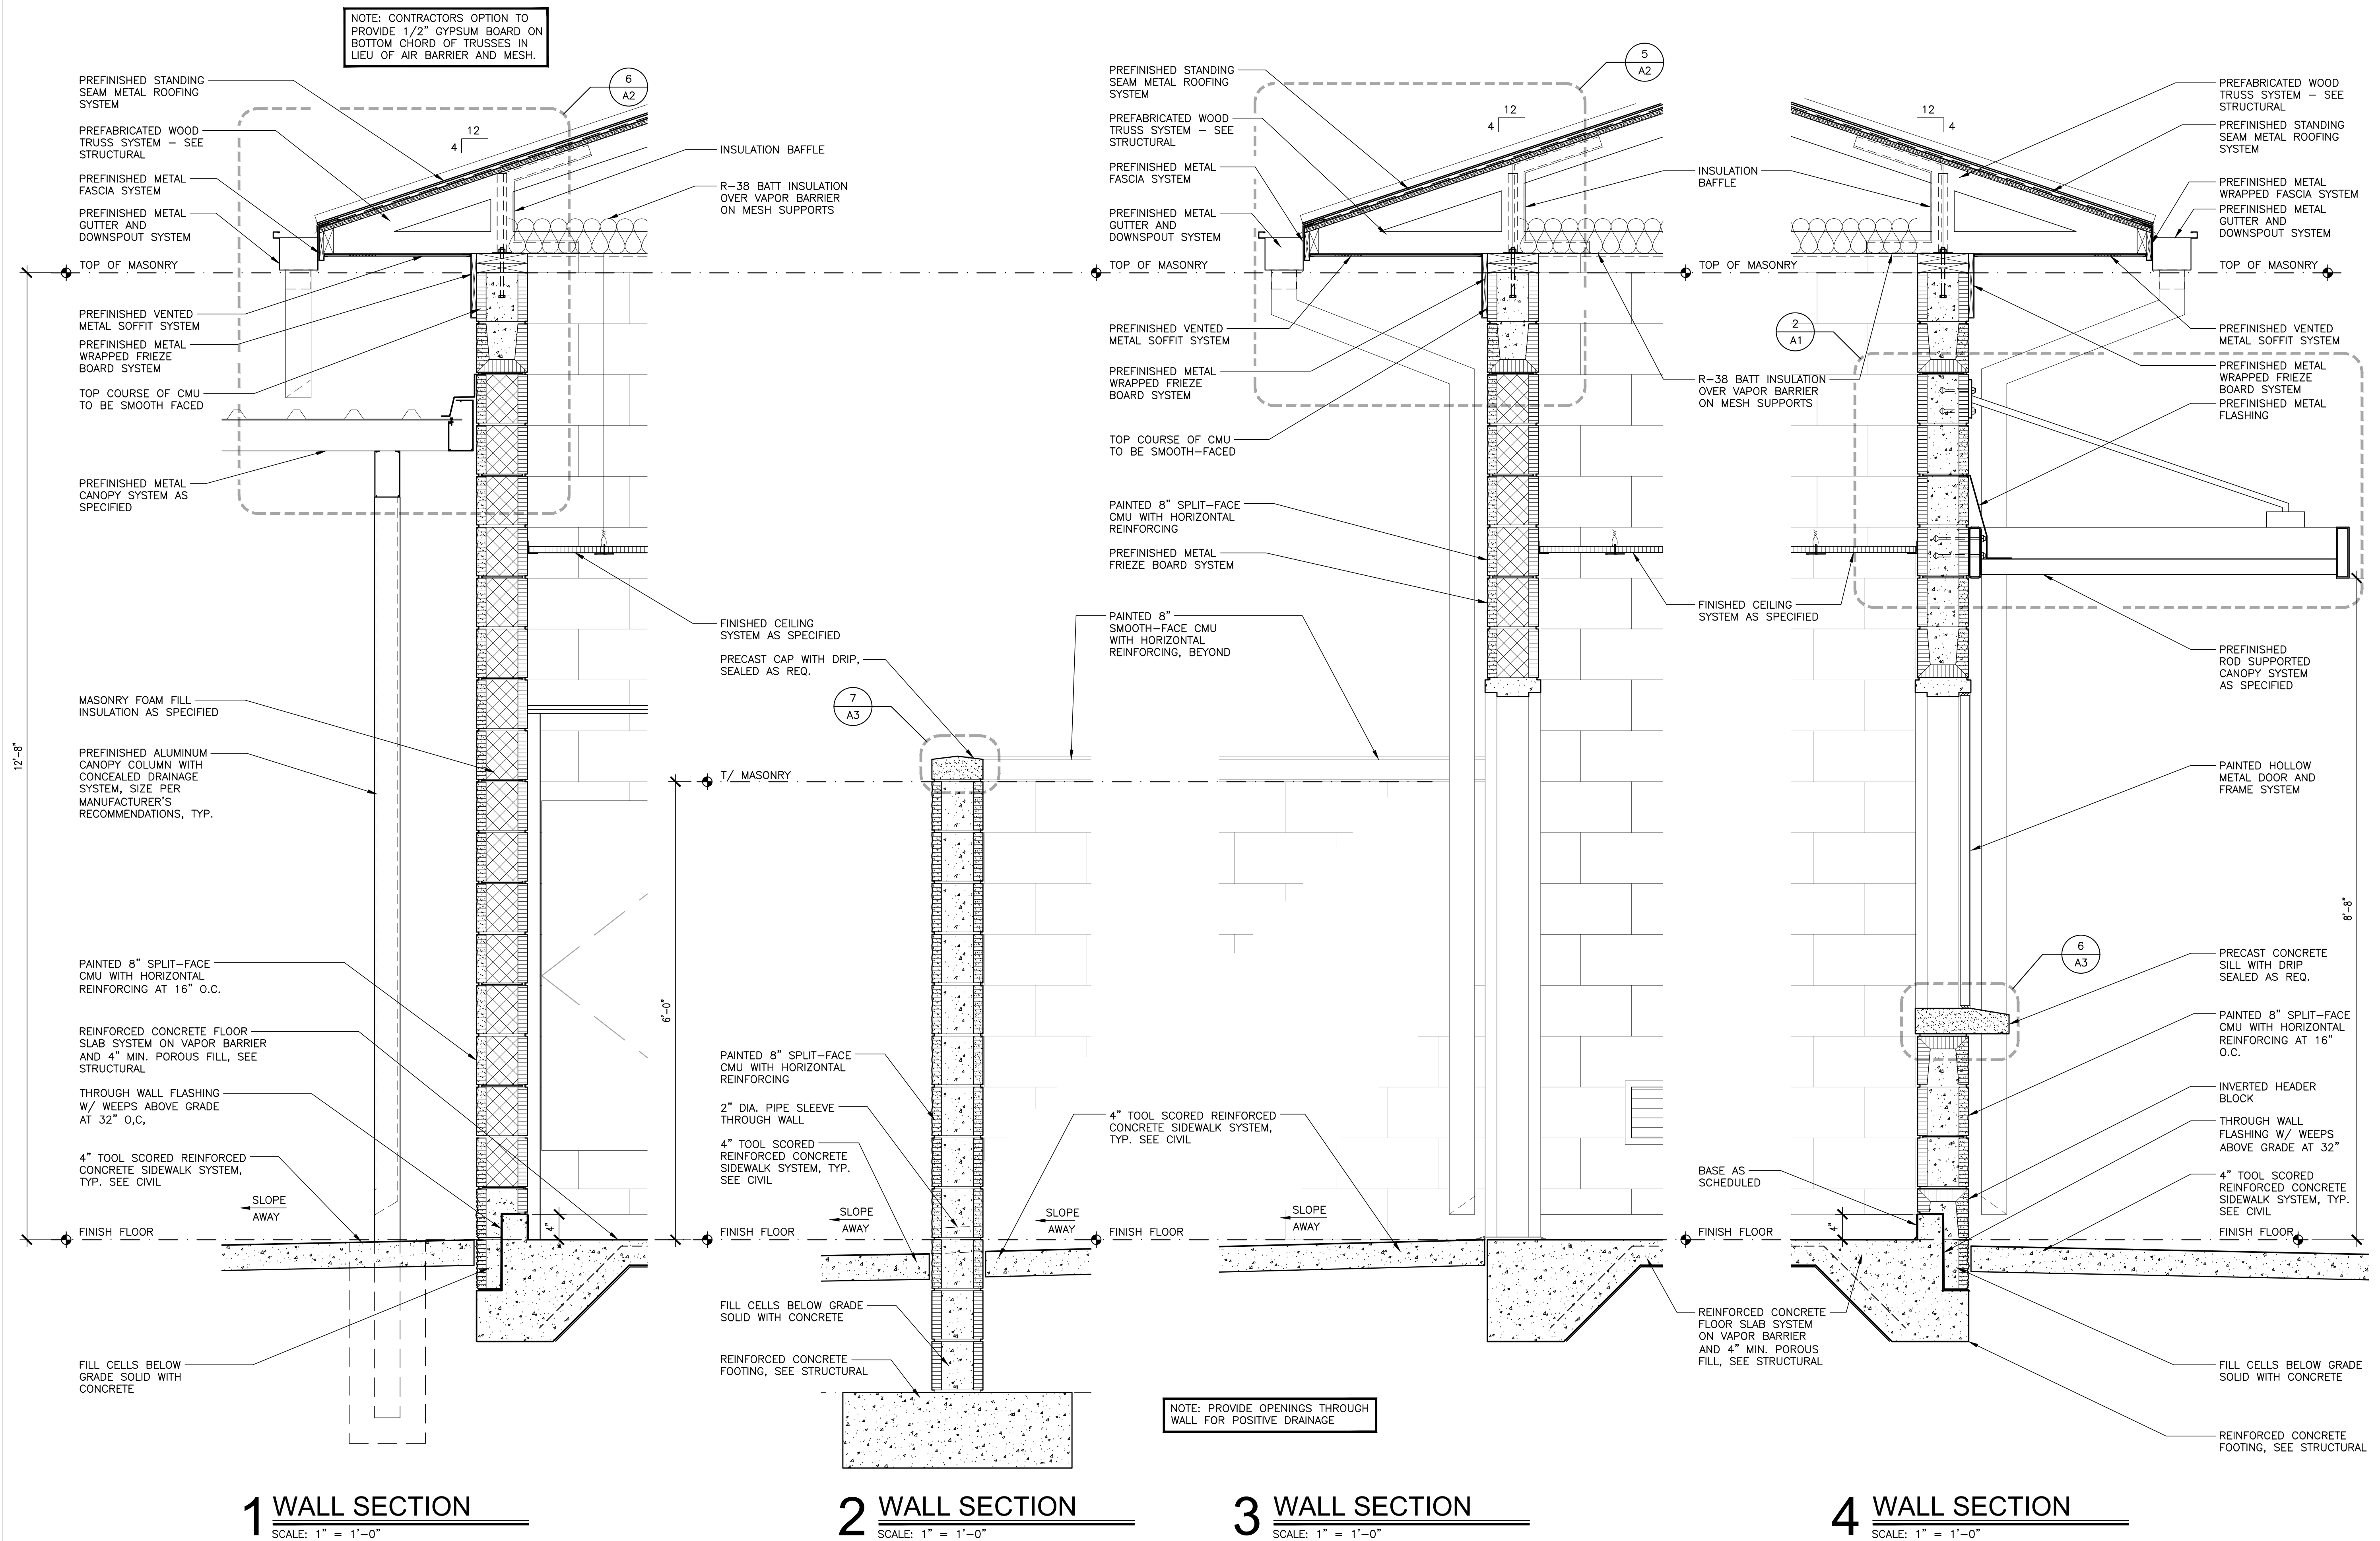 NOTE: CONTRACTORS OPTION TO
PROVIDE 1/2" GYPSUM BOARD ON
BOTTOM CHORD OF TRUSSES IN
LIEU OF AIR BARRIER AND MESH.
PREFINISHED STANDING
SEAM METAL ROOFING
SYSTEM
PREFABRICATED WOOD
TRUSS SYSTEM – SEE
STRUCTURAL
PREFINISHED METAL
FASCIA SYSTEM
PREFINISHED METAL
GUTTER AND
DOWNSPOUT SYSTEM
TOP OF MASONRY
PREFINISHED VENTED
METAL SOFFIT SYSTEM
PREFINISHED METAL
WRAPPED FRIEZE
BOARD SYSTEM
TOP COURSE OF CMU
TO BE SMOOTH FACED
PREFINISHED METAL
CANOPY SYSTEM AS
SPECIFIED
MASONRY FOAM FILL
INSULATION AS SPECIFIED
PREFINISHED ALUMINUM
CANOPY COLUMN WITH
CONCEALED DRAINAGE
SYSTEM, SIZE PER
MANUFACTURER'S
RECOMMENDATIONS, TYP.
12'-8"
PAINTED 8" SPLIT–FACE
CMU WITH HORIZONTAL
REINFORCING AT 16" O.C.
REINFORCED CONCRETE FLOOR
SLAB SYSTEM ON VAPOR BARRIER
AND 4" MIN. POROUS FILL, SEE
STRUCTURAL
THROUGH WALL FLASHING
W/ WEEPS ABOVE GRADE
AT 32" O,C,
4" TOOL SCORED REINFORCED
CONCRETE SIDEWALK SYSTEM,
TYP. SEE CIVIL
SLOPE
AWAY
FINISH FLOOR
FILL CELLS BELOW
GRADE SOLID WITH
CONCRETE
6
A2
12
4
4"
INSULATION BAFFLE
R–38 BATT INSULATION
OVER VAPOR BARRIER
ON MESH SUPPORTS
FINISHED CEILING
SYSTEM AS SPECIFIED
1 WALL SECTION
SCALE: 1" = 1'–0"
PRECAST CAP WITH DRIP,
SEALED AS REQ.
7
A3
T/ MASONRY
6'-0"
PAINTED 8" SPLIT–FACE
CMU WITH HORIZONTAL
REINFORCING
2" DIA. PIPE SLEEVE
THROUGH WALL
4" TOOL SCORED
REINFORCED CONCRETE
SIDEWALK SYSTEM, TYP.
SEE CIVIL
SLOPE
AWAY
FINISH FLOOR
SLOPE
AWAY
FILL CELLS BELOW GRADE
SOLID WITH CONCRETE
REINFORCED CONCRETE
FOOTING, SEE STRUCTURAL
2 WALL SECTION
SCALE: 1" = 1'–0"
5
A2
PREFINISHED STANDING
SEAM METAL ROOFING
SYSTEM
PREFABRICATED WOOD
TRUSS SYSTEM – SEE
STRUCTURAL
PREFINISHED METAL
FASCIA SYSTEM
PREFINISHED METAL
GUTTER AND
DOWNSPOUT SYSTEM
12
4
TOP OF MASONRY
PREFINISHED VENTED
METAL SOFFIT SYSTEM
PREFINISHED METAL
WRAPPED FRIEZE
BOARD SYSTEM
TOP COURSE OF CMU
TO BE SMOOTH–FACED
PAINTED 8" SPLIT–FACE
CMU WITH HORIZONTAL
REINFORCING
PREFINISHED METAL
FRIEZE BOARD SYSTEM
PAINTED 8"
SMOOTH–FACE CMU
WITH HORIZONTAL
REINFORCING, BEYOND
4" TOOL SCORED REINFORCED
CONCRETE SIDEWALK SYSTEM,
TYP. SEE CIVIL
SLOPE
AWAY
FINISH FLOOR
NOTE: PROVIDE OPENINGS THROUGH
WALL FOR POSITIVE DRAINAGE
3 WALL SECTION
SCALE: 1" = 1'–0"
INSULATION
BAFFLE
TOP OF MASONRY
2
A1
R–38 BATT INSULATION
OVER VAPOR BARRIER
ON MESH SUPPORTS
FINISHED CEILING
SYSTEM AS SPECIFIED
BASE AS
SCHEDULED
4"
FINISH FLOOR
REINFORCED CONCRETE
FLOOR SLAB SYSTEM
ON VAPOR BARRIER
AND 4" MIN. POROUS
FILL, SEE STRUCTURAL
12
4
PREFABRICATED WOOD
TRUSS SYSTEM – SEE
STRUCTURAL
PREFINISHED STANDING
SEAM METAL ROOFING
SYSTEM
PREFINISHED METAL
WRAPPED FASCIA SYSTEM
PREFINISHED METAL
GUTTER AND
DOWNSPOUT SYSTEM
TOP OF MASONRY
PREFINISHED VENTED
METAL SOFFIT SYSTEM
PREFINISHED METAL
WRAPPED FRIEZE
BOARD SYSTEM
PREFINISHED METAL
FLASHING
PREFINISHED
ROD SUPPORTED
CANOPY SYSTEM
AS SPECIFIED
PAINTED HOLLOW
METAL DOOR AND
FRAME SYSTEM
8'-8"
6
A3
PRECAST CONCRETE
SILL WITH DRIP
SEALED AS REQ.
PAINTED 8" SPLIT–FACE
CMU WITH HORIZONTAL
REINFORCING AT 16"
O.C.
INVERTED HEADER
BLOCK
THROUGH WALL
FLASHING W/ WEEPS
ABOVE GRADE AT 32"
4" TOOL SCORED
REINFORCED CONCRETE
SIDEWALK SYSTEM, TYP.
SEE CIVIL
FINISH FLOOR
FILL CELLS BELOW GRADE
SOLID WITH CONCRETE
REINFORCED CONCRETE
FOOTING, SEE STRUCTURAL
4 WALL SECTION
SCALE: 1" = 1'–0"